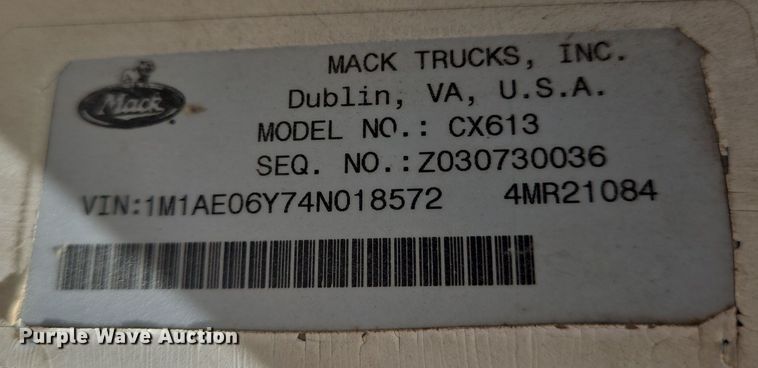 MACK TRUCKS, INC.
Mack
Dublin, VA, U.S.A.
MODEL NO.: CX613
SEQ. NO.:Z030730036
VIN:1M1AE06Y74N018572 4MR21084
Purple Wave Auction